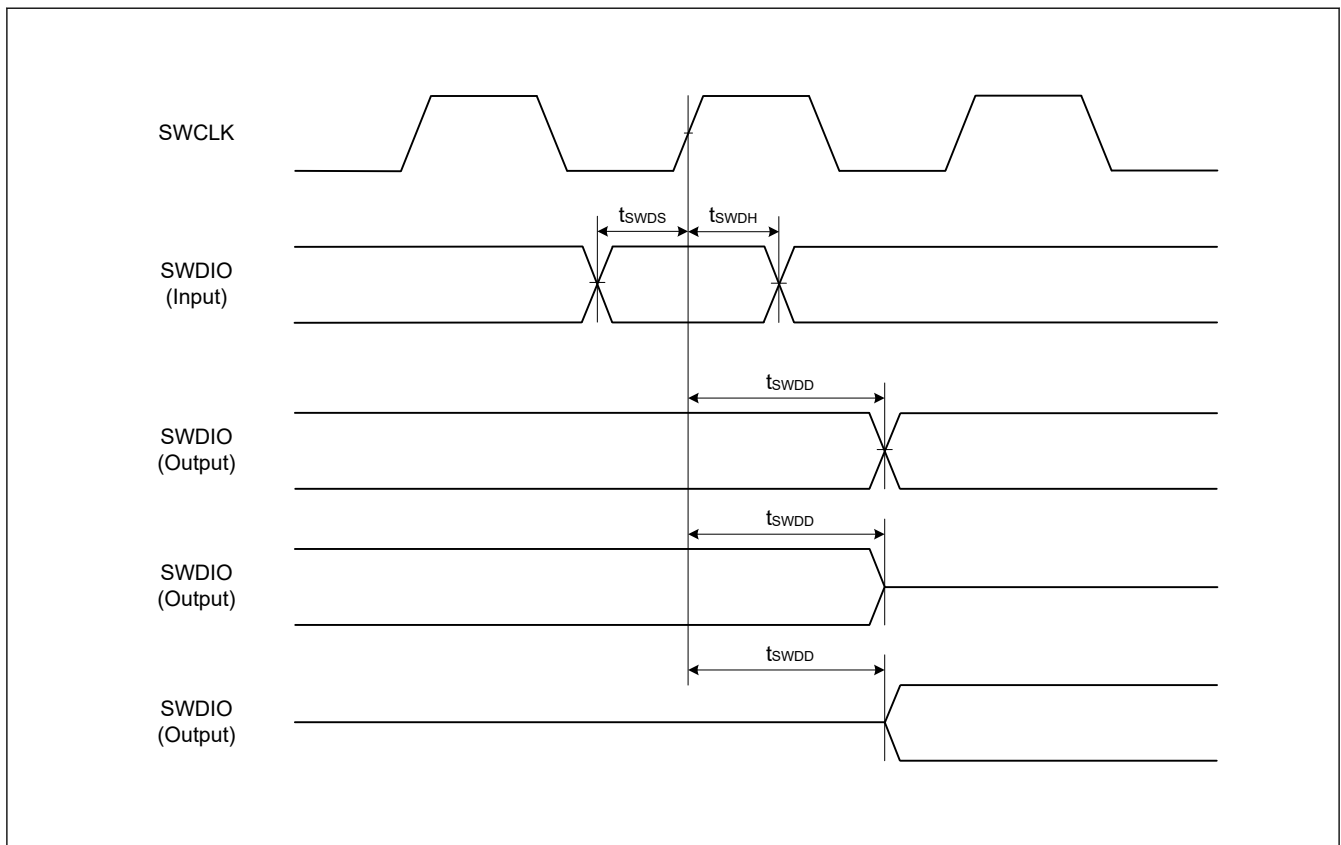 SWCLK
tSWDS
tSWDH
SWDIO
(Input)
tSWDD
SWDIO
(Output)
tSWDD
SWDIO
(Output)
tSWDD
SWDIO
(Output)